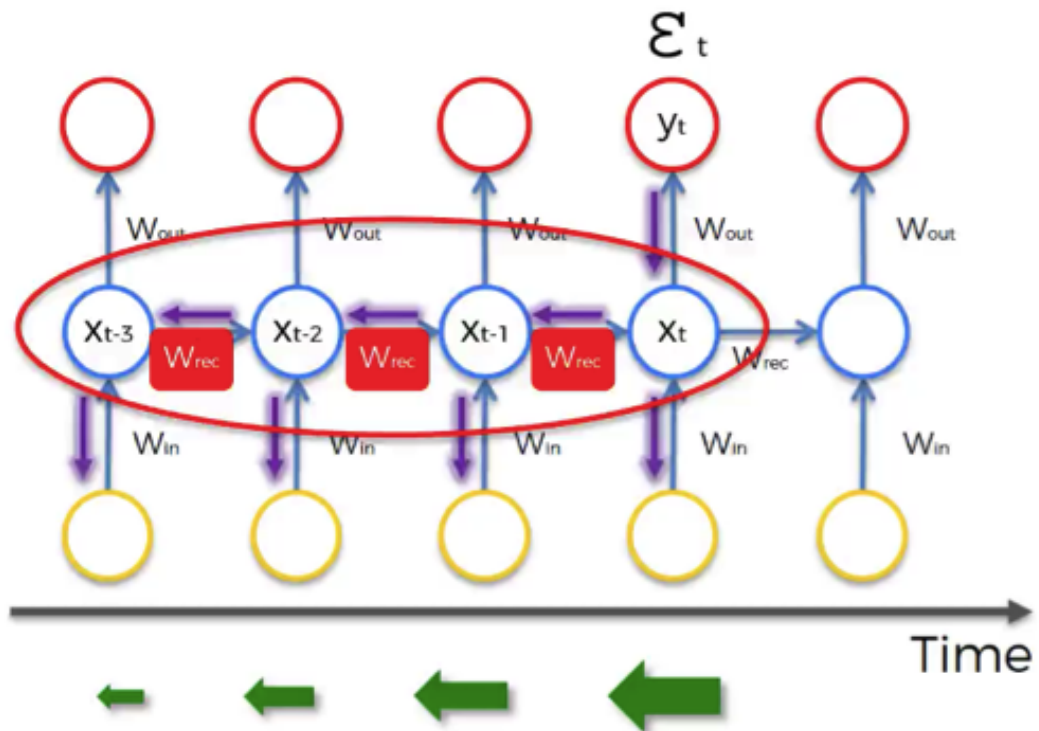 Ɛt
yt
Wout Wout Wout Wout Wout
Xt-3 Xt-2 Xt-1 Xt
Wrec Wrec Wrec Wrec
Win Win Win Win Win
Time